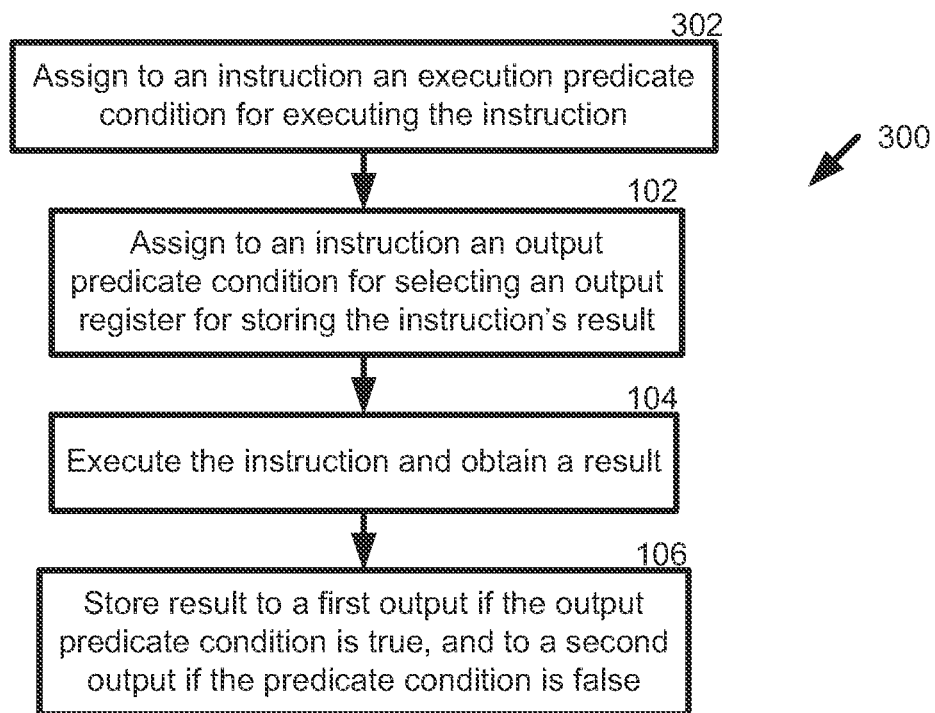 302
Assign to an instruction an execution predicate
condition for executing the instruction
300
102
Assign to an instruction an output
predicate condition for selecting an output
register for storing the instruction's result
104
Execute the instruction and obtain a result
106
Store result to a first output if the output
predicate condition is true, and to a second
output if the predicate condition is false